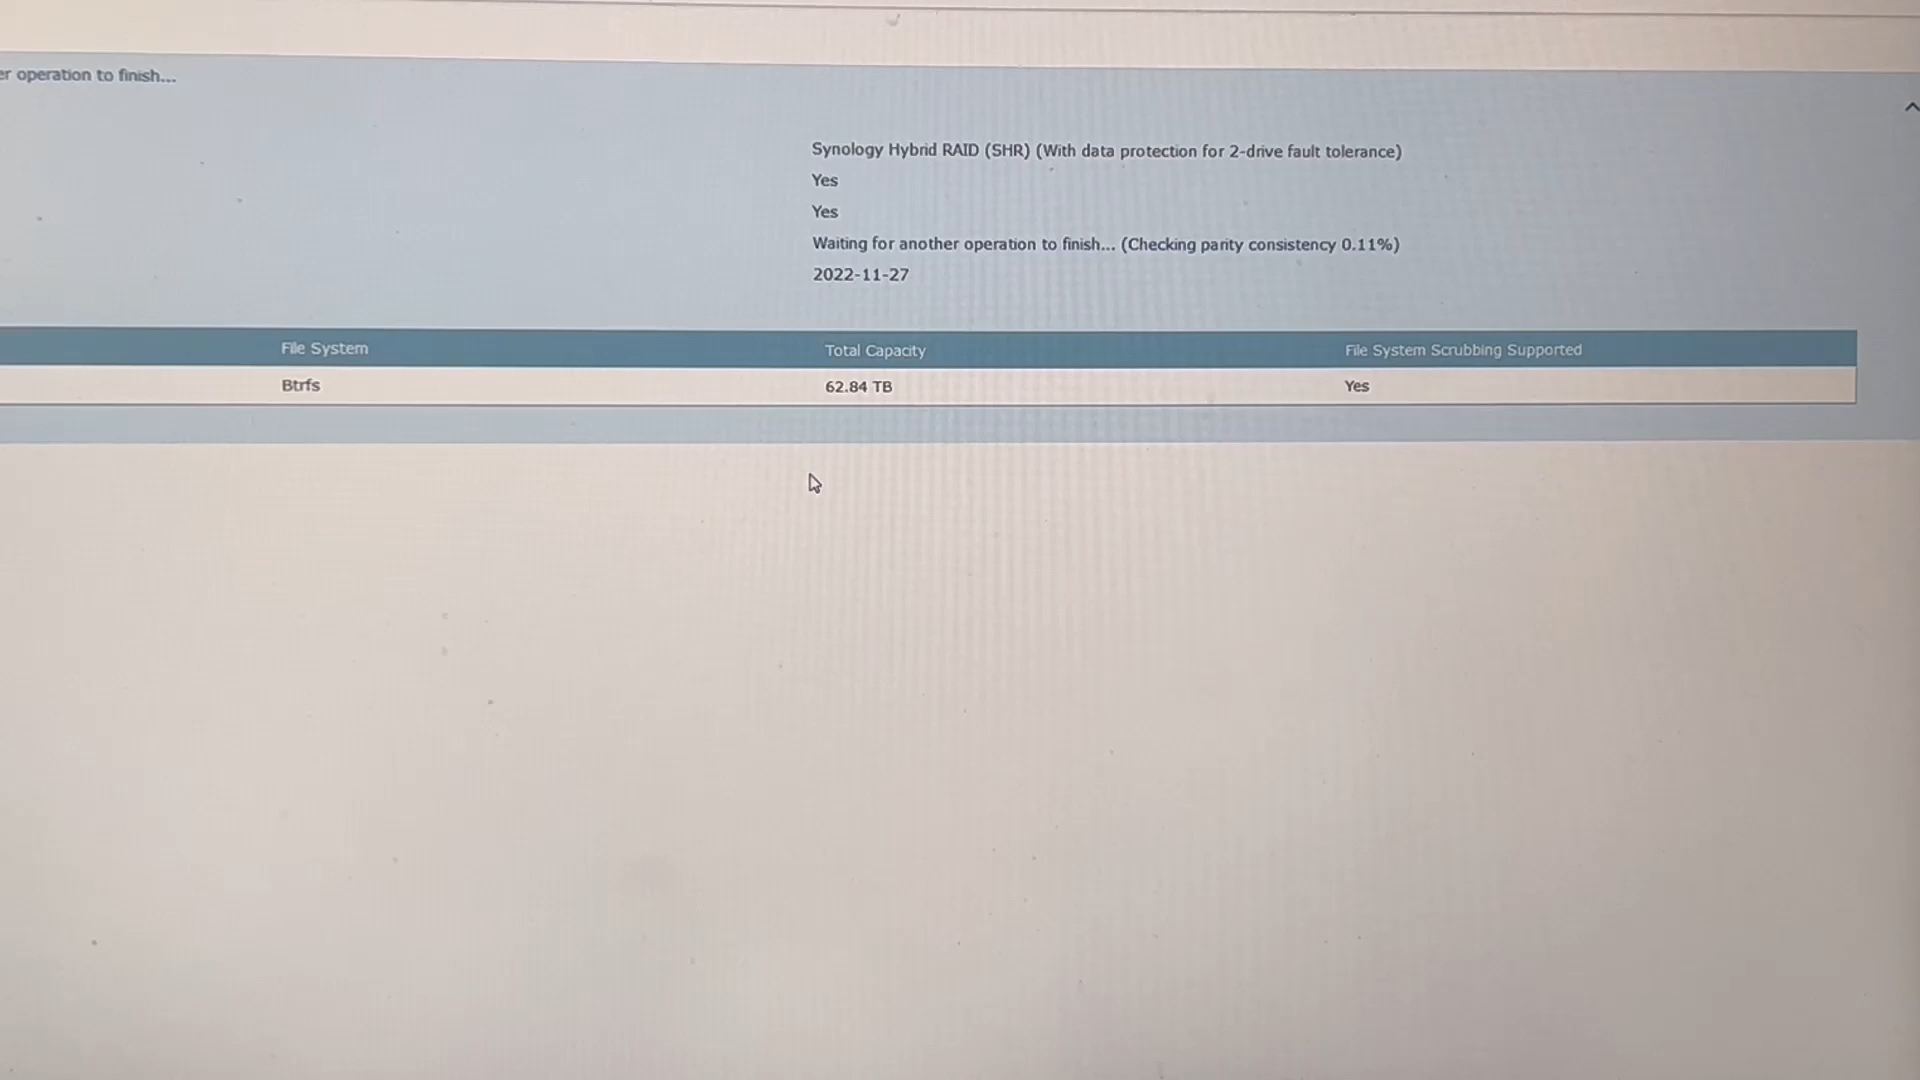 er operation to finish...
Synology Hybrid RAID (SHR) (With data protection for 2-drive fault tolerance)
Yes
Yes
Waiting for another operation to finish... (Checking parity consistency 0.11%)
2022-11-27
File System Total Capacity File System Scrubbing Supported
Btrfs 62.84 TB Yes